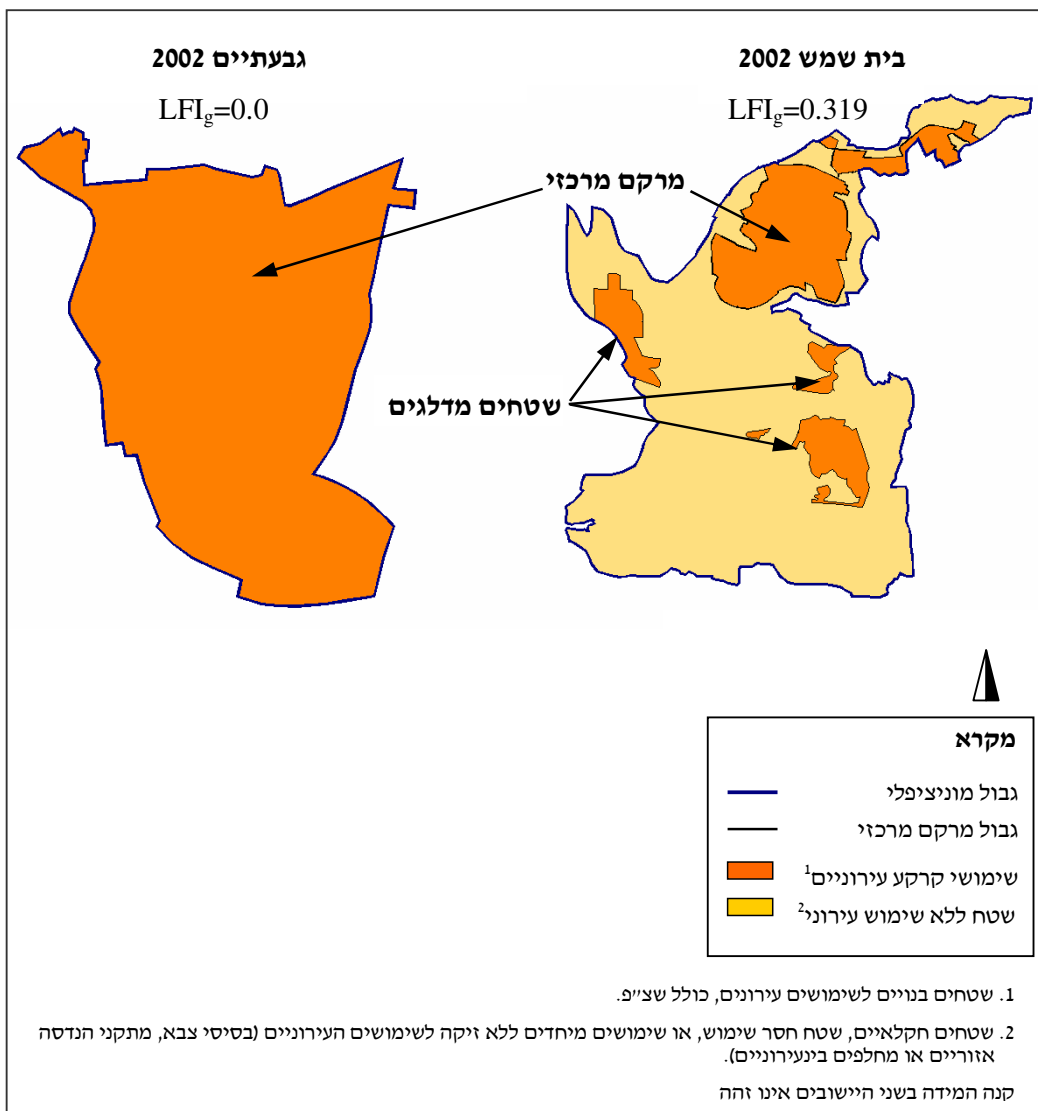 בית שמש 2002
LFIg=0.319
גבעתיים 2002
LFIg=0.0
מרקם מרכזי
שטחים מדלגים
מקרא
גבול מוניציפלי
גבול מרקם מרכזי
שימושי קרקע עירוניים1
שטח ללא שימוש עירוני2
1. שטחים בנויים לשימושים עירונים, כולל שצ״פ.
2. שטחים חקלאיים, שטח חסר שימוש, או שימושים מיחדים ללא זיקה לשימושים העירוניים (בסיסי צבא, מתקני הנדסה
אזוריים או מחלפים בינעירוניים).
קנה המידה בשני היישובים אינו זהה